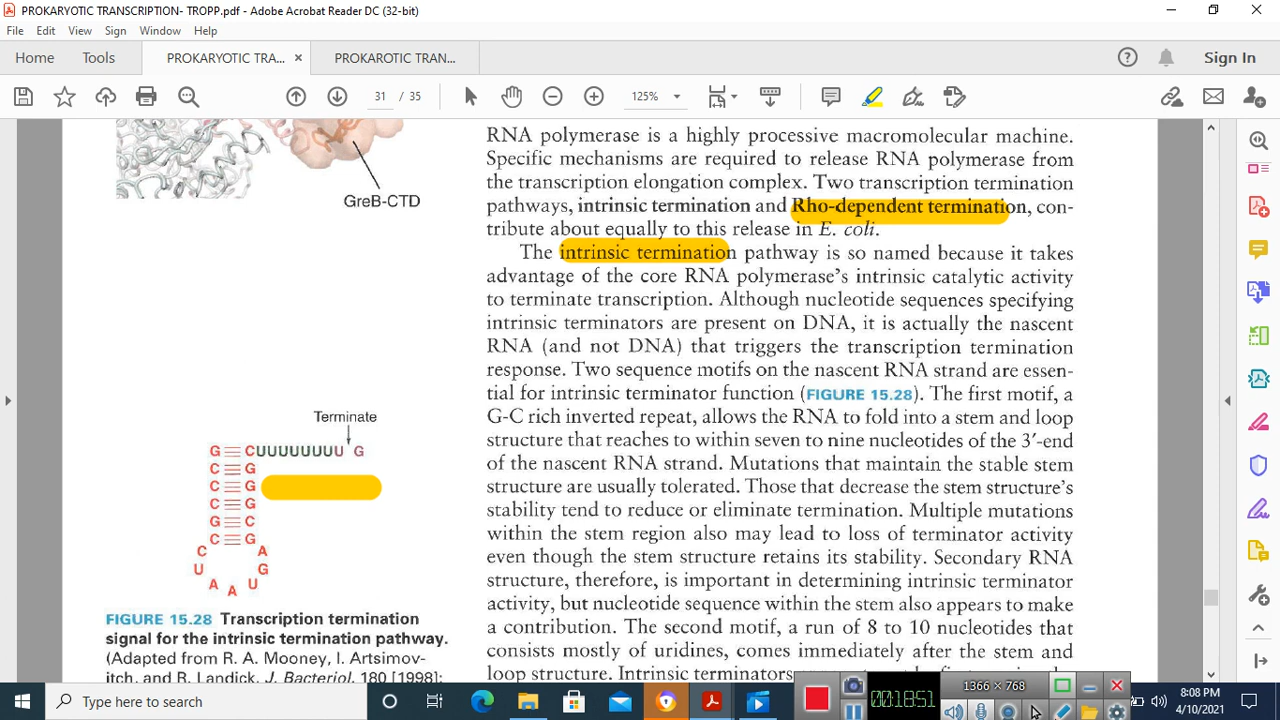 PROKARYOTIC TRANSCRIPTION- TROPP.pdf - Adobe Acrobat Reader DC (32-bit)
File Edit View Sign Window Help
Home Tools PROKARYOTIC TRA... × PROKAROTIC TRAN... Sign In
31 / 35 125%
GreB-CTD
RNA polymerase is a highly processive macromolecular machine.
Specific mechanisms are required to release RNA polymerase from
the transcription elongation complex. Two transcription termination
pathways, intrinsic termination and Rho-dependent termination, con-
tribute about equally to this release in E. coli.
The intrinsic termination pathway is so named because it takes
advantage of the core RNA polymerase's intrinsic catalytic activity
to terminate transcription. Although nucleotide sequences specifying
intrinsic terminators are present on DNA, it is actually the nascent
RNA (and not DNA) that triggers the transcription termination
response. Two sequence motifs on the nascent RNA strand are essen-
tial for intrinsic terminator function (FIGURE 15.28). The first motif, a
G-C rich inverted repeat, allows the RNA to fold into a stem and loop
structure that reaches to within seven to nine nucleotides of the 3′-end
of the nascent RNA strand. Mutations that maintain the stable stem
structure are usually tolerated. Those that decrease the stem structure's
stability tend to reduce or eliminate termination. Multiple mutations
within the stem region also may lead to loss of terminator activity
even though the stem structure retains its stability. Secondary RNA
structure, therefore, is important in determining intrinsic terminator
activity, but nucleotide sequence within the stem also appears to make
a contribution. The second motif, a run of 8 to 10 nucleotides that
consists mostly of uridines, comes immediately after the stem and
loop structure. Intrinsic terminators
Terminate
G CUUUUUUUU G
C G
C G
C G
G C
C G
C A
U G
A A U
FIGURE 15.28 Transcription termination
signal for the intrinsic termination pathway.
(Adapted from R. A. Mooney, I. Artsimov-
itch, and R. Landick, J. Bacteriol. 180 [1998]:
Type here to search
00:18:51
1366 × 768
8:08 PM
4/10/2021